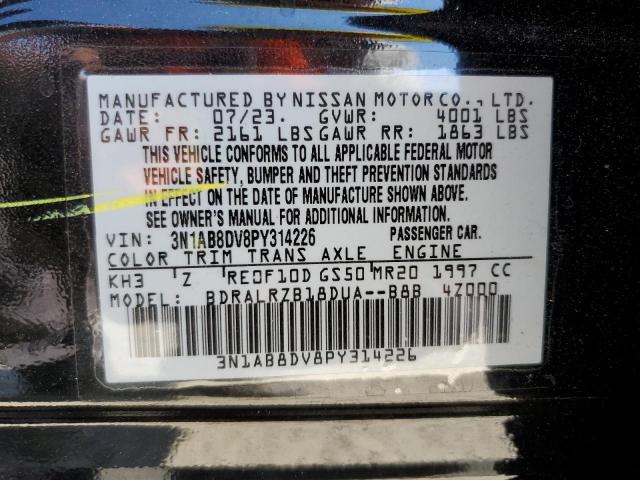 MANUFACTURED BY NISSAN MOTOR CO., LTD.
DATE: 07/23. GVWR: 4001 LBS
GAWR FR: 2161 LBS GAWR RR: 1863 LBS
THIS VEHICLE CONFORMS TO ALL APPLICABLE FEDERAL MOTOR
VEHICLE SAFETY, BUMPER AND THEFT PREVENTION STANDARDS
IN EFFECT ON THE DATE OF MANUFACTURE SHOWN ABOVE.
SEE OWNER'S MANUAL FOR ADDITIONAL INFORMATION.
VIN: 3N1AB8DV8PY314226 PASSENGER CAR.
COLOR TRIM TRANS AXLE ENGINE
KH3 Z RE0F10D GS50 MR20 1997 CC
MODEL: BDRALRZB18DUA--B8B 4Z000
3N1AB8DV8PY314226